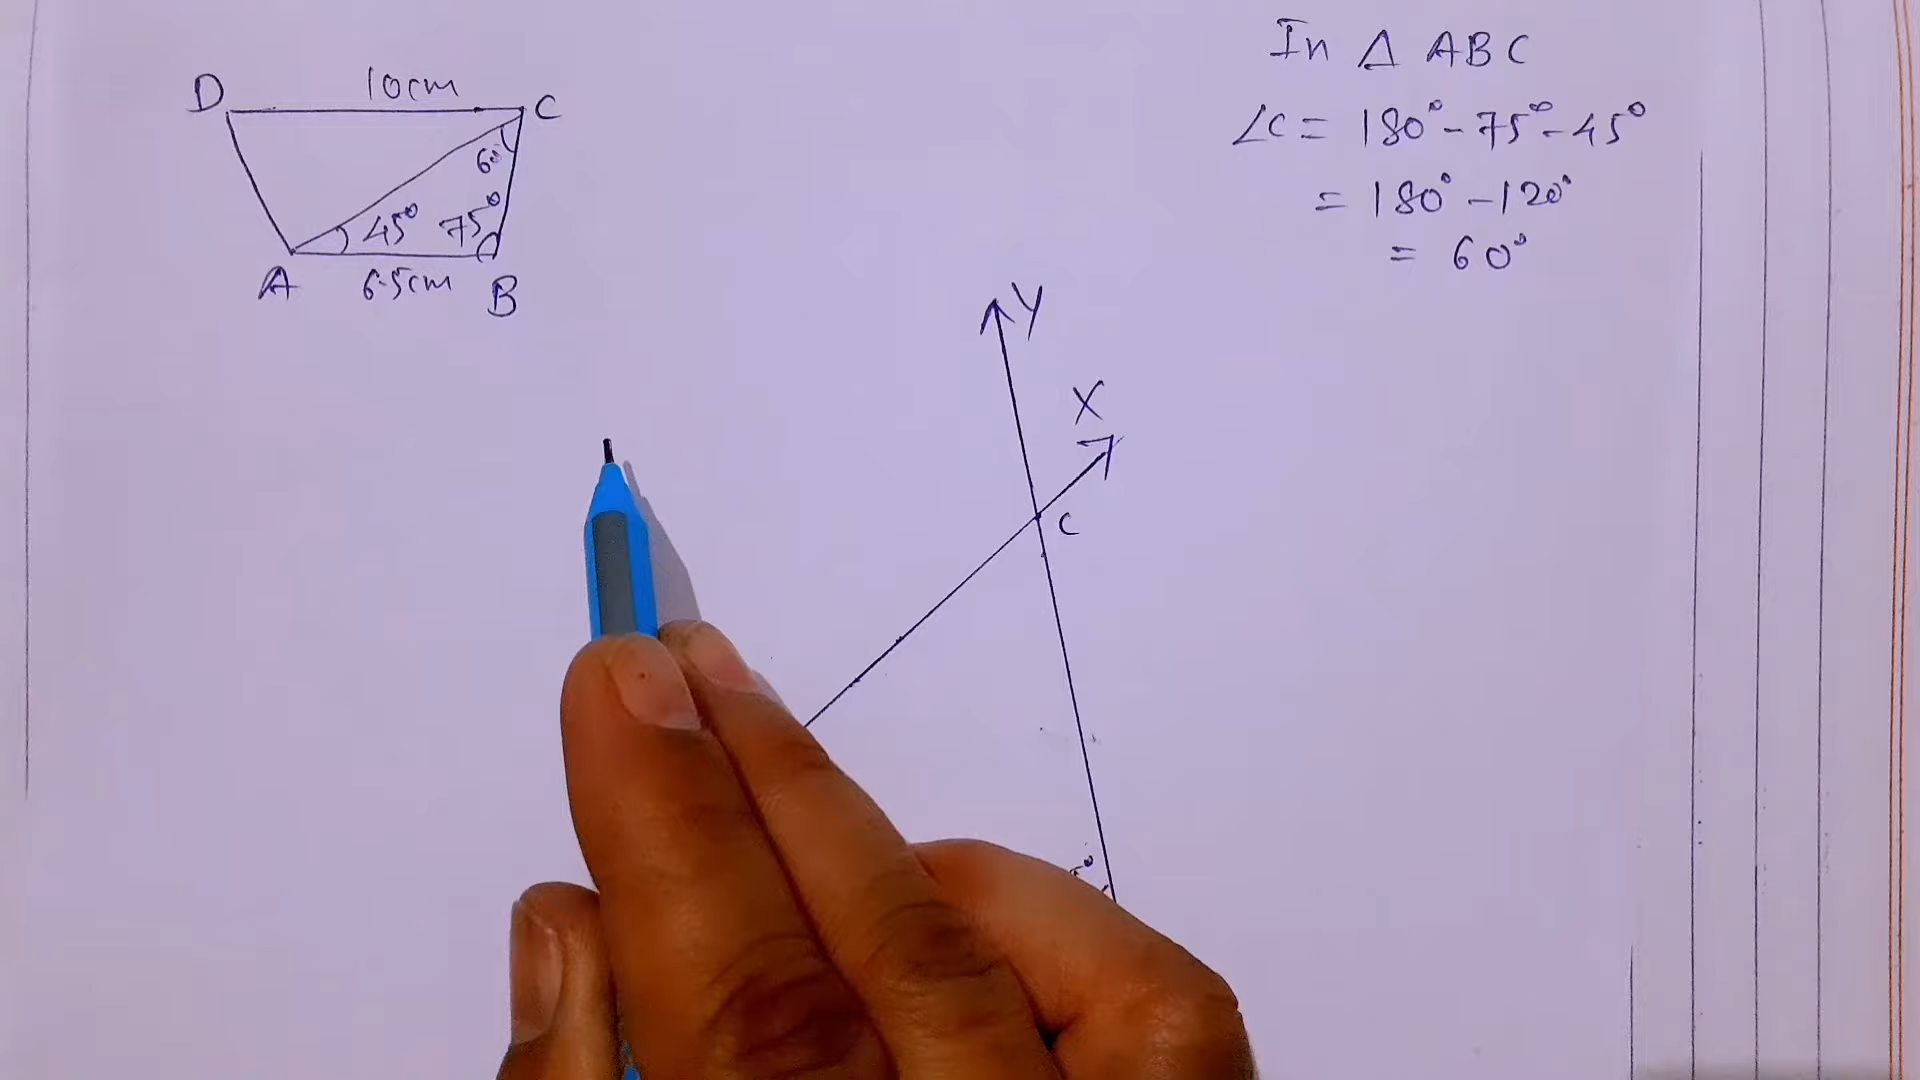 D 10cm C
60°
45° 75°
A 6.5cm B
In Δ ABC
∠C = 180° - 75° - 45°
= 180° - 120°
= 60°
Y
X
C